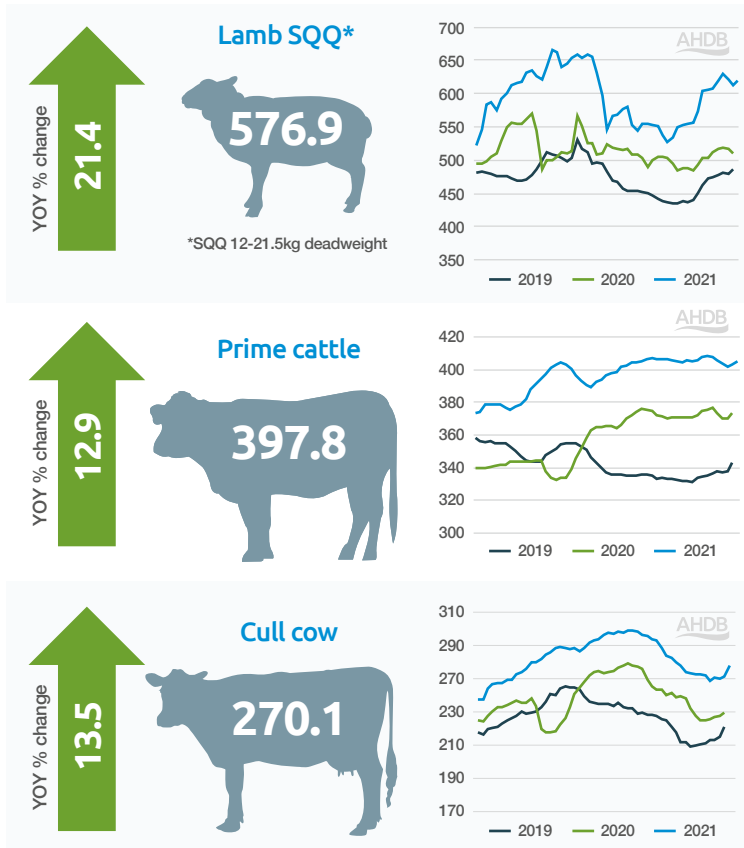 Lamb SQQ*
YOY % change
21.4
576.9
*SQQ 12-21.5kg deadweight
AHDB
700
650
600
550
500
450
400
350
2019 2020 2021
Prime cattle
YOY % change
12.9
397.8
AHDB
420
400
380
360
340
320
300
2019 2020 2021
Cull cow
YOY % change
13.5
270.1
AHDB
310
290
270
250
230
210
190
170
2019 2020 2021